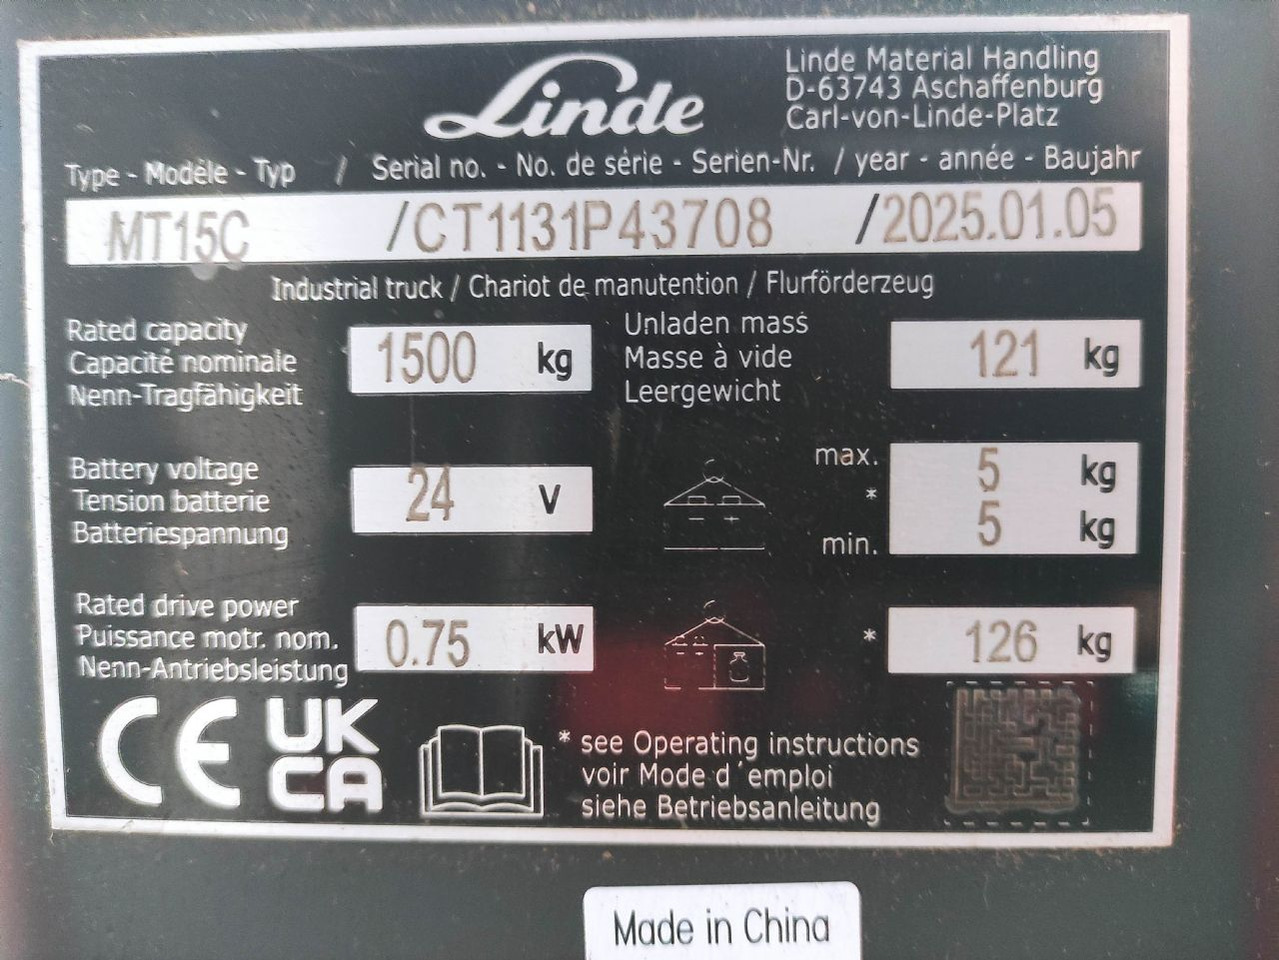 Linde
Linde Material Handling
D-63743 Aschaffenburg
Carl-von-Linde-Platz
Type - Modéle - Typ / Serial no. - No. de série - Serien-Nr. / year - année - Baujahr
MT15C /CT1131P43708 /2025.01.05
Industrial truck / Chariot de manutention / Flurförderzeug
Rated capacity
Capacité nominale
Nenn-Tragfähigkeit
1500 kg
Unladen mass
Masse à vide
Leergewicht
121 kg
Battery voltage
Tension batterie
Batteriespannung
24 V
- +
max. 5 kg
*
min. 5 kg
Rated drive power
Puissance motr. nom.
Nenn-Antriebsleistung
0.75 kW
- +
* 126 kg
CE UK
CA
* see Operating instructions
voir Mode d´emploi
siehe Betriebsanleitung
Made in China